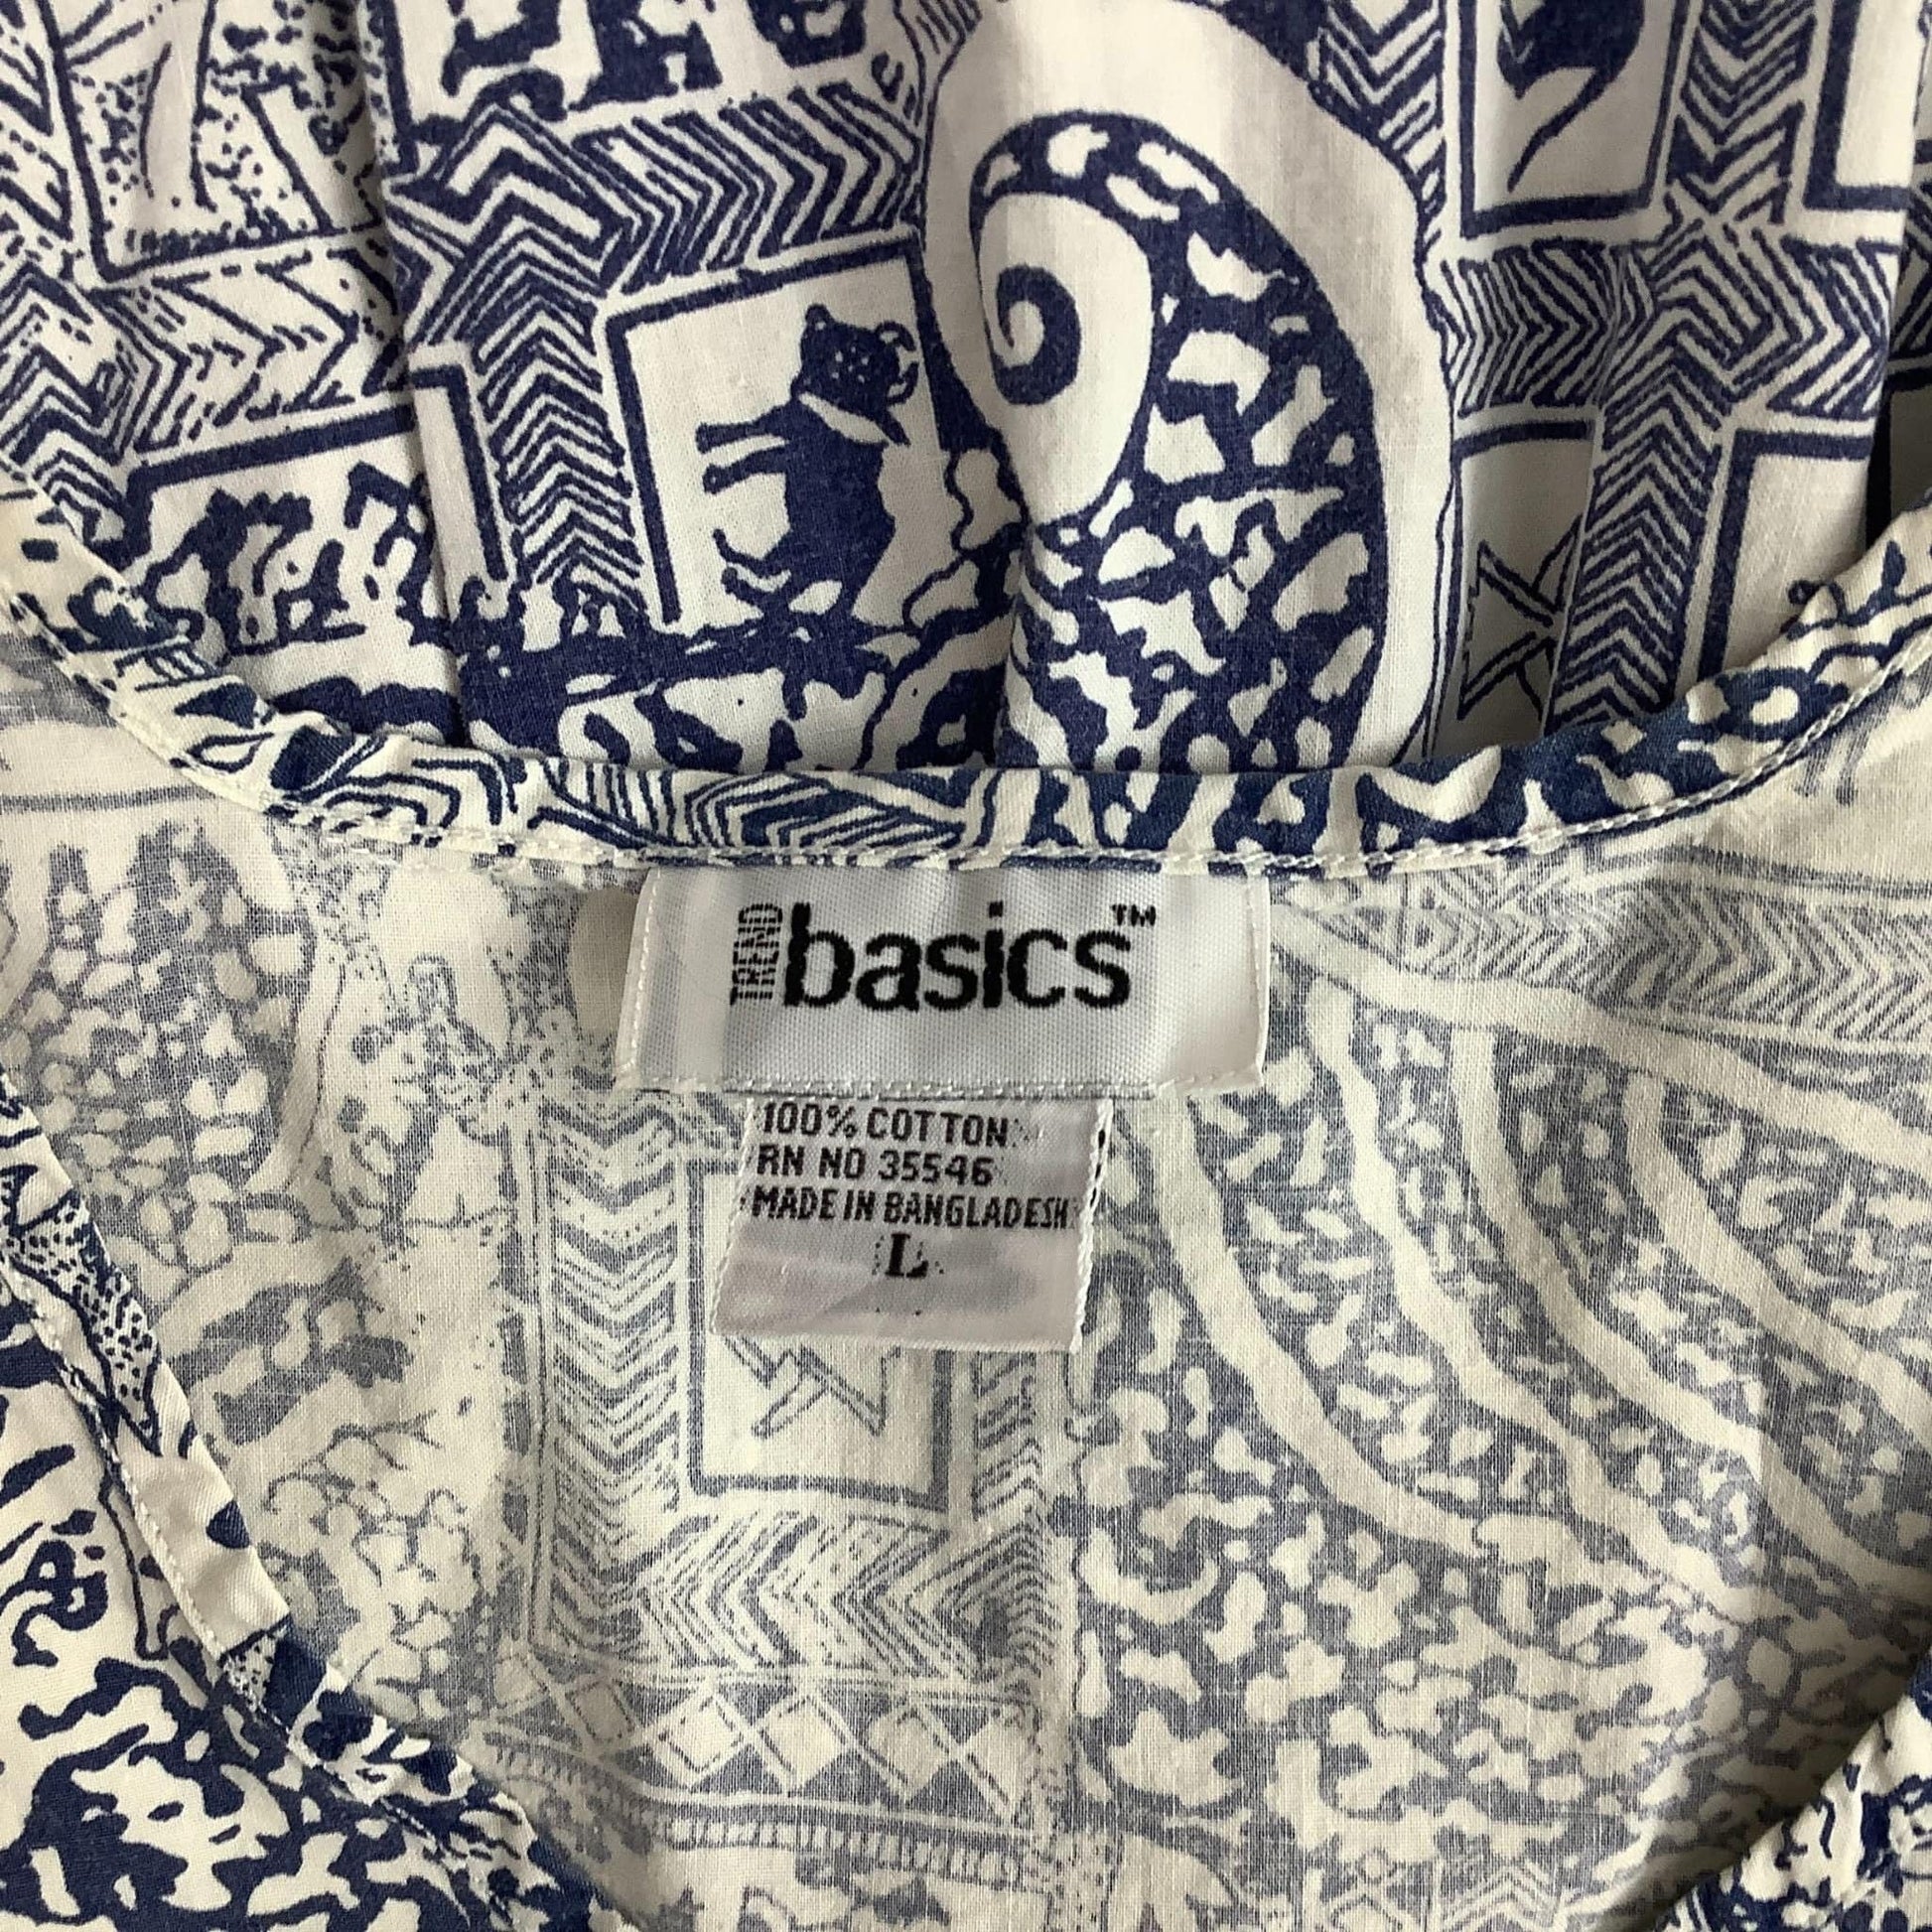 TREND basics™
100% COTTON
RN NO 35546
MADE IN BANGLADESH
L